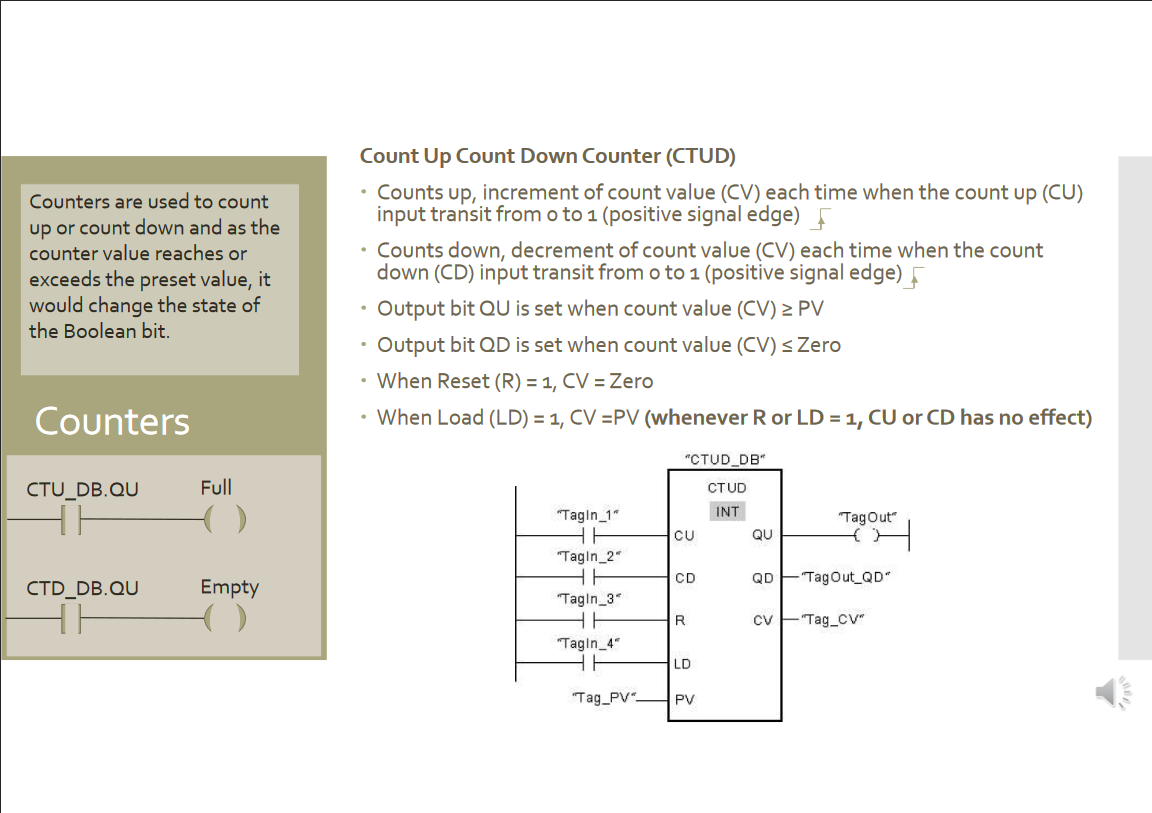 Counters are used to count
up or count down and as the
counter value reaches or
exceeds the preset value, it
would change the state of
the Boolean bit.
Counters
CTU_DB.QU Full
CTD_DB.QU Empty
Count Up Count Down Counter (CTUD)
• Counts up, increment of count value (CV) each time when the count up (CU)
input transit from 0 to 1 (positive signal edge)
• Counts down, decrement of count value (CV) each time when the count
down (CD) input transit from 0 to 1 (positive signal edge)
• Output bit QU is set when count value (CV) ≥ PV
• Output bit QD is set when count value (CV) ≤ Zero
• When Reset (R) = 1, CV = Zero
• When Load (LD) = 1, CV =PV (whenever R or LD = 1, CU or CD has no effect)
"CTUD_DB"
CTUD
INT
"TagIn_1" "TagOut"
CU QU
"TagIn_2"
CD QD "TagOut_QD"
"TagIn_3"
R CV "Tag_CV"
"TagIn_4"
LD
"Tag_PV" PV